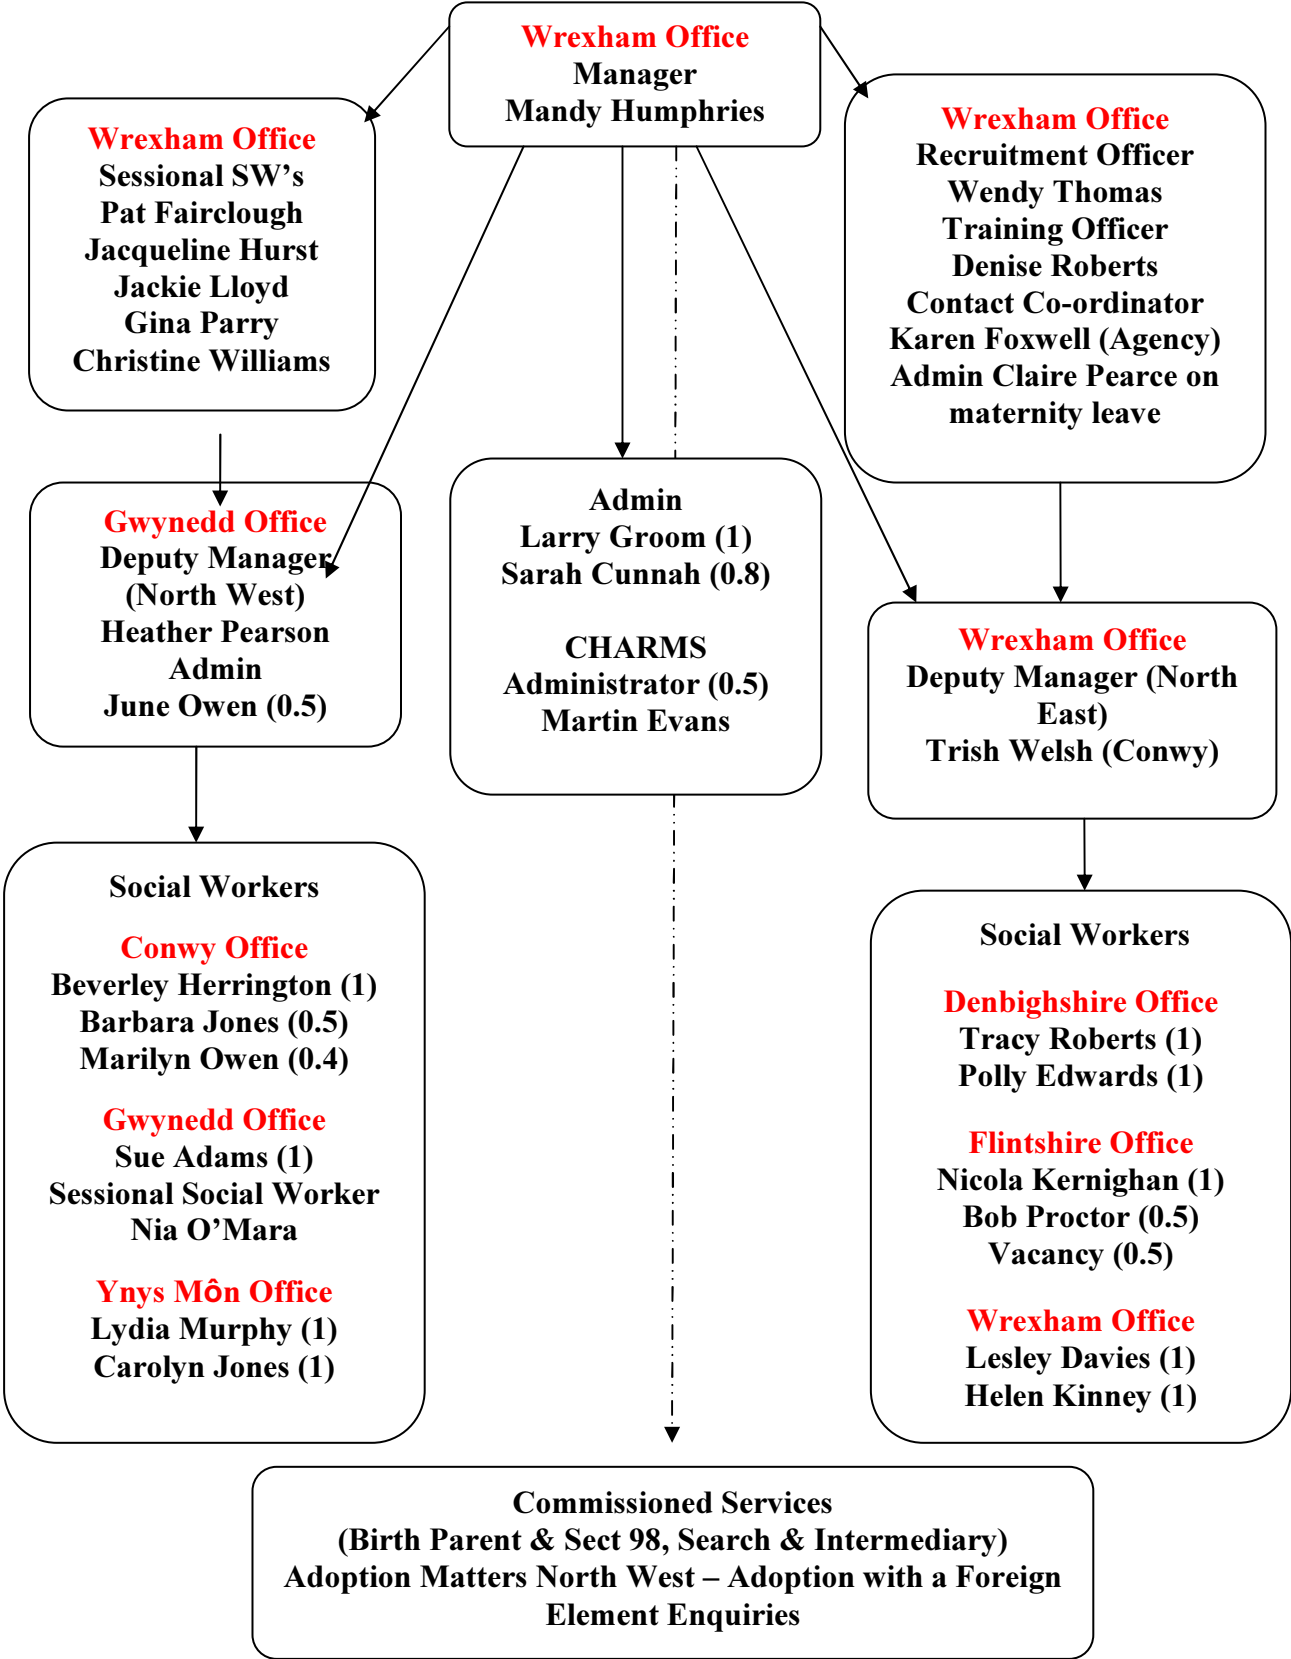 Wrexham Office
Manager
Mandy Humphries
Wrexham Office
Sessional SW’s
Pat Fairclough
Jacqueline Hurst
Jackie Lloyd
Gina Parry
Christine Williams
Wrexham Office
Recruitment Officer
Wendy Thomas
Training Officer
Denise Roberts
Contact Co-ordinator
Karen Foxwell (Agency)
Admin Claire Pearce on
maternity leave
Gwynedd Office
Deputy Manager
(North West)
Heather Pearson
Admin
June Owen (0.5)
Admin
Larry Groom (1)
Sarah Cunnah (0.8)
CHARMS
Administrator (0.5)
Martin Evans
Wrexham Office
Deputy Manager (North
East)
Trish Welsh (Conwy)
Social Workers
Conwy Office
Beverley Herrington (1)
Barbara Jones (0.5)
Marilyn Owen (0.4)
Gwynedd Office
Sue Adams (1)
Sessional Social Worker
Nia O’Mara
Ynys Môn Office
Lydia Murphy (1)
Carolyn Jones (1)
Social Workers
Denbighshire Office
Tracy Roberts (1)
Polly Edwards (1)
Flintshire Office
Nicola Kernighan (1)
Bob Proctor (0.5)
Vacancy (0.5)
Wrexham Office
Lesley Davies (1)
Helen Kinney (1)
Commissioned Services
(Birth Parent & Sect 98, Search & Intermediary)
Adoption Matters North West – Adoption with a Foreign
Element Enquiries